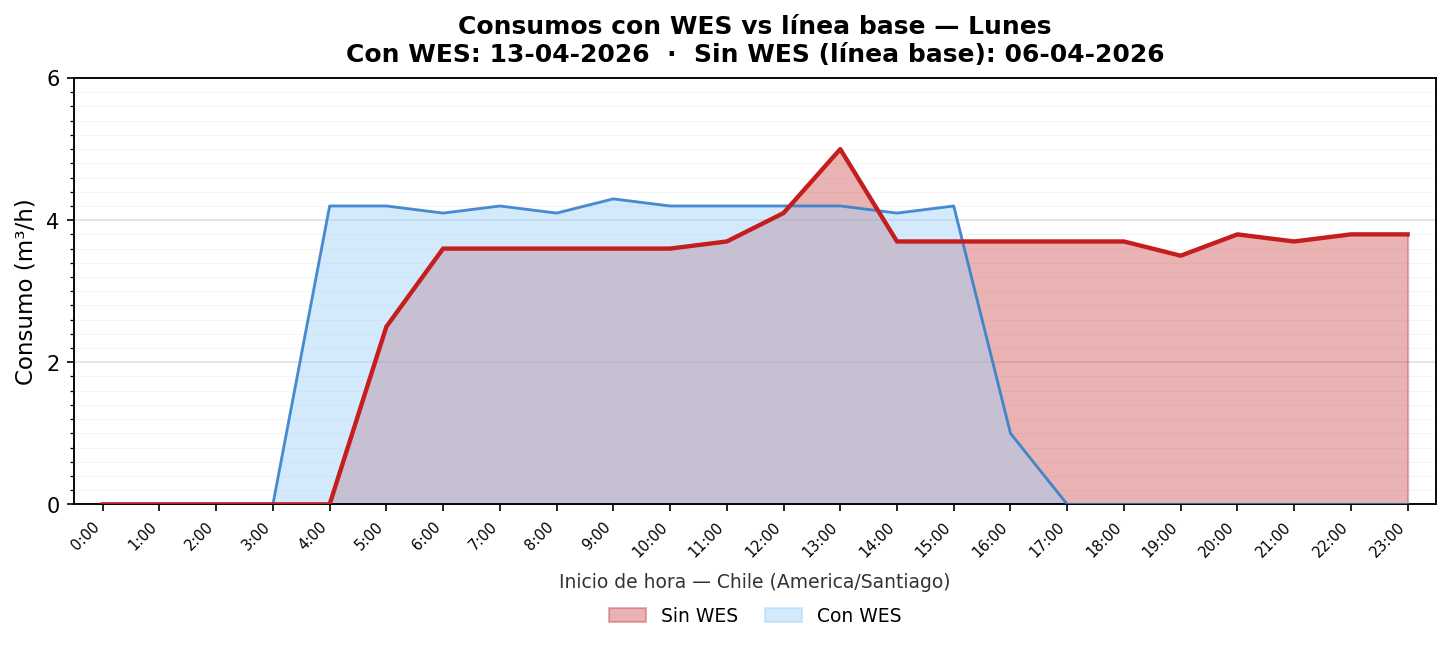 Consumos con WES vs línea base — Lunes
Con WES: 13-04-2026 · Sin WES (línea base): 06-04-2026
Consumo (m³/h)
6
4
2
0
0:00 1:00 2:00 3:00 4:00 5:00 6:00 7:00 8:00 9:00 10:00 11:00 12:00 13:00 14:00 15:00 16:00 17:00 18:00 19:00 20:00 21:00 22:00 23:00
Inicio de hora — Chile (America/Santiago)
Sin WES Con WES